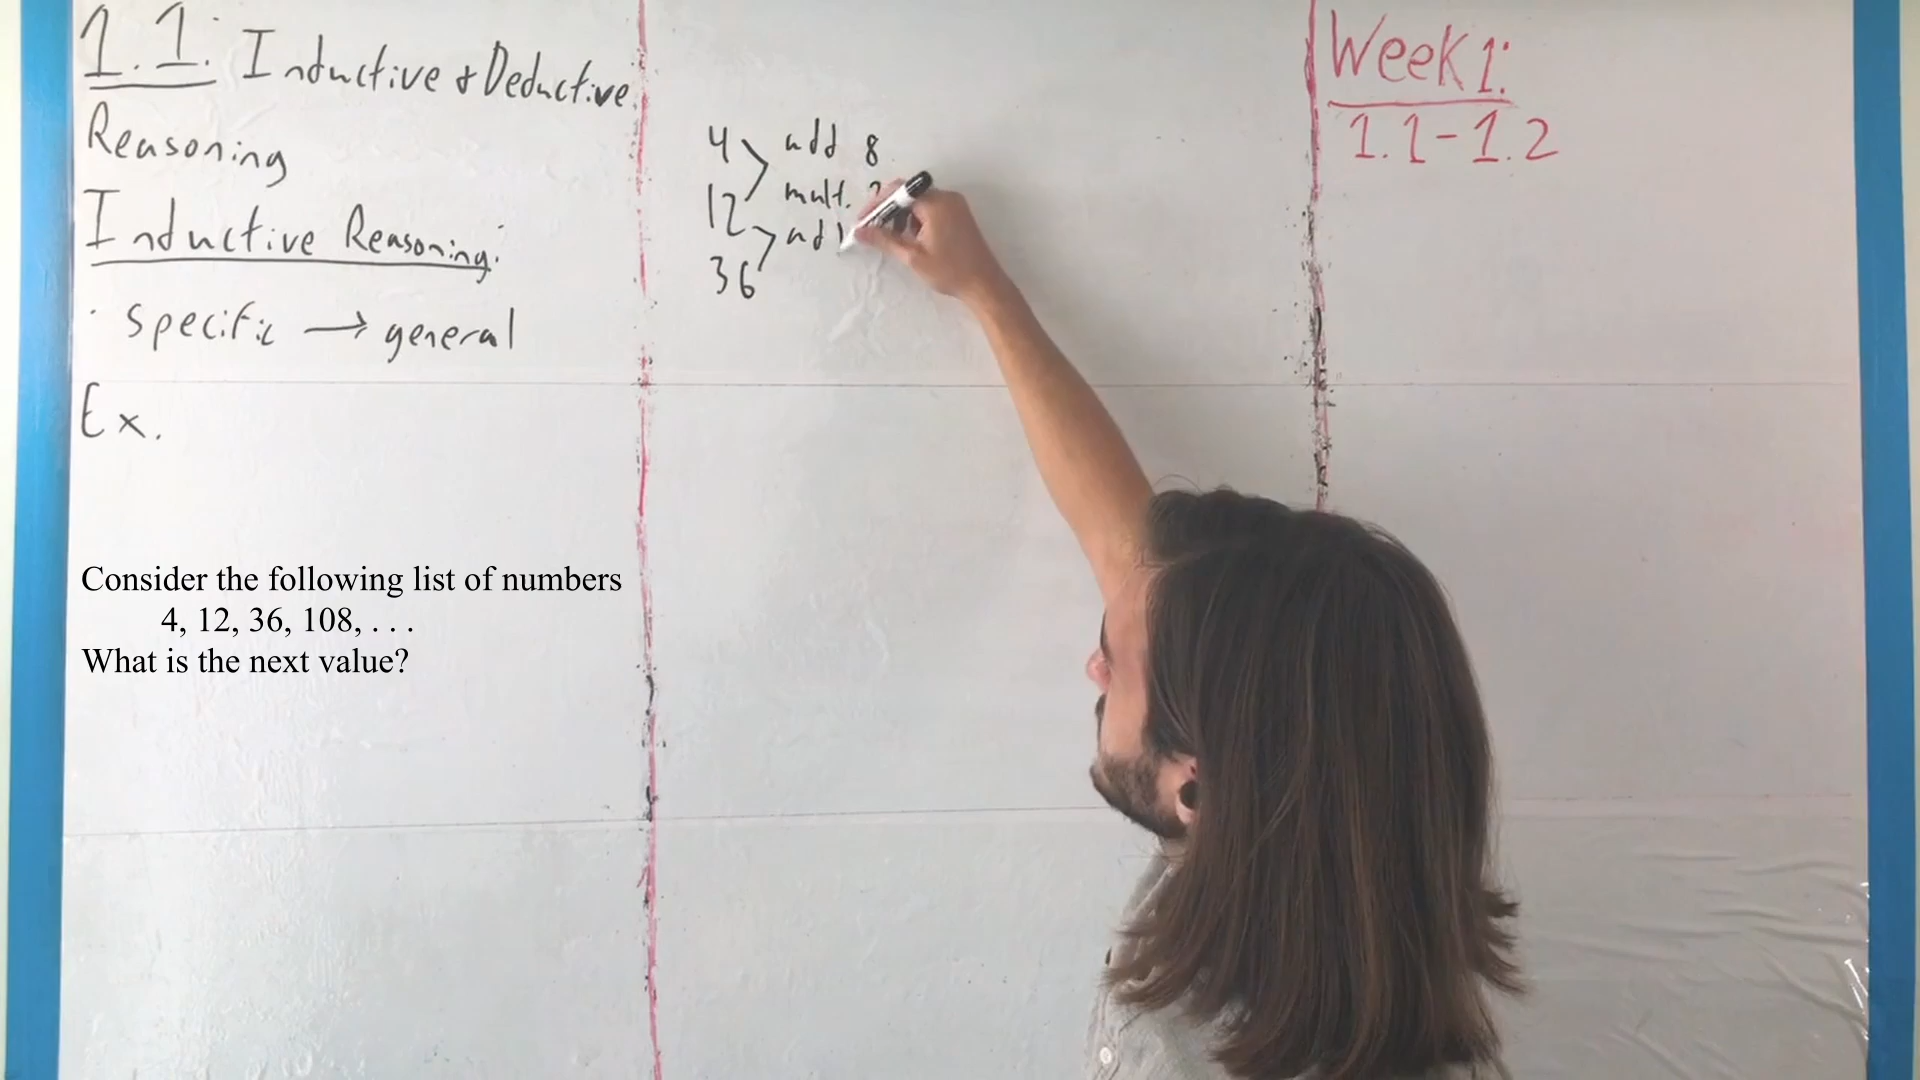 1.1: Inductive & Deductive
Reasoning
Inductive Reasoning:
· specific → general
Ex.
Consider the following list of numbers
4, 12, 36, 108, . . .
What is the next value?
4
add 8
mult.
12
36
Week 1:
1.1-1.2